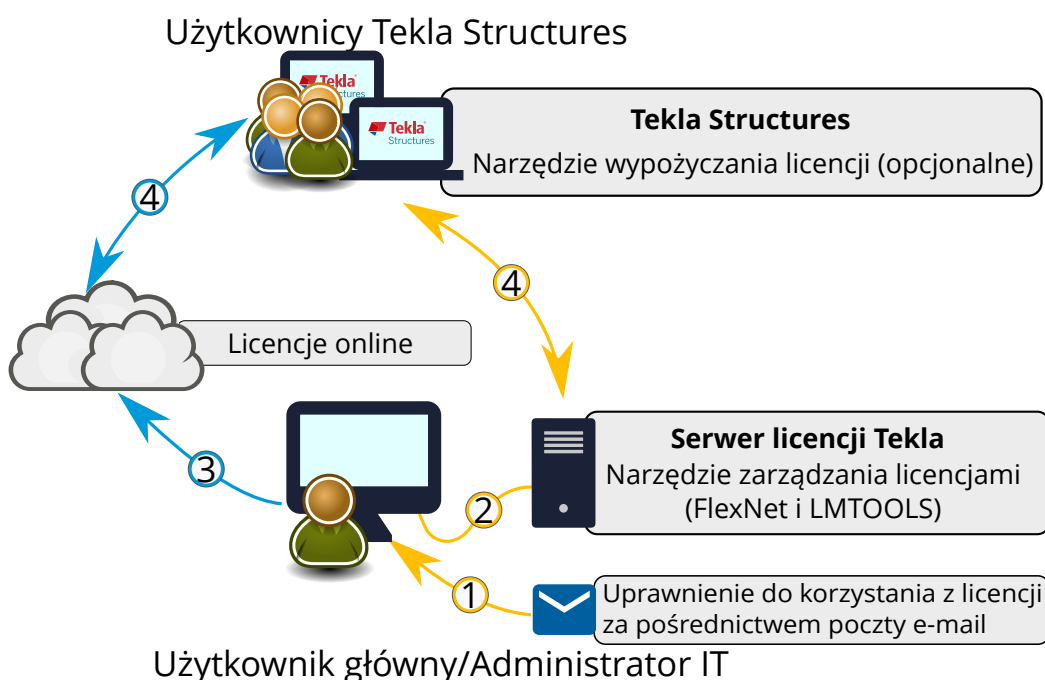 Użytkownicy Tekla Structures
Tekla
Structures
Tekla
Structures
Tekla Structures
Narzędzie wypożyczania licencji (opcjonalne)
4
4
Licencje online
Serwer licencji Tekla
Narzędzie zarządzania licencjami
(FlexNet i LMTOOLS)
3
2
1
Uprawnienie do korzystania z licencji
za pośrednictwem poczty e-mail
Użytkownik główny/Administrator IT